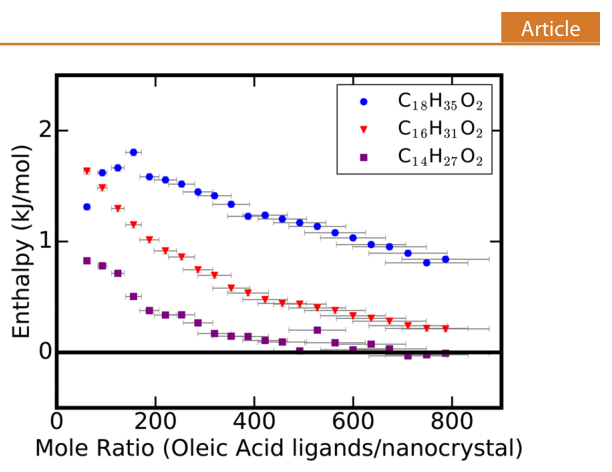 Article
C₁₈H₃₅O₂
C₁₆H₃₁O₂
C₁₄H₂₇O₂
2
1
0
Enthalpy (kJ/mol)
0 200 400 600 800
Mole Ratio (Oleic Acid ligands/nanocrystal)